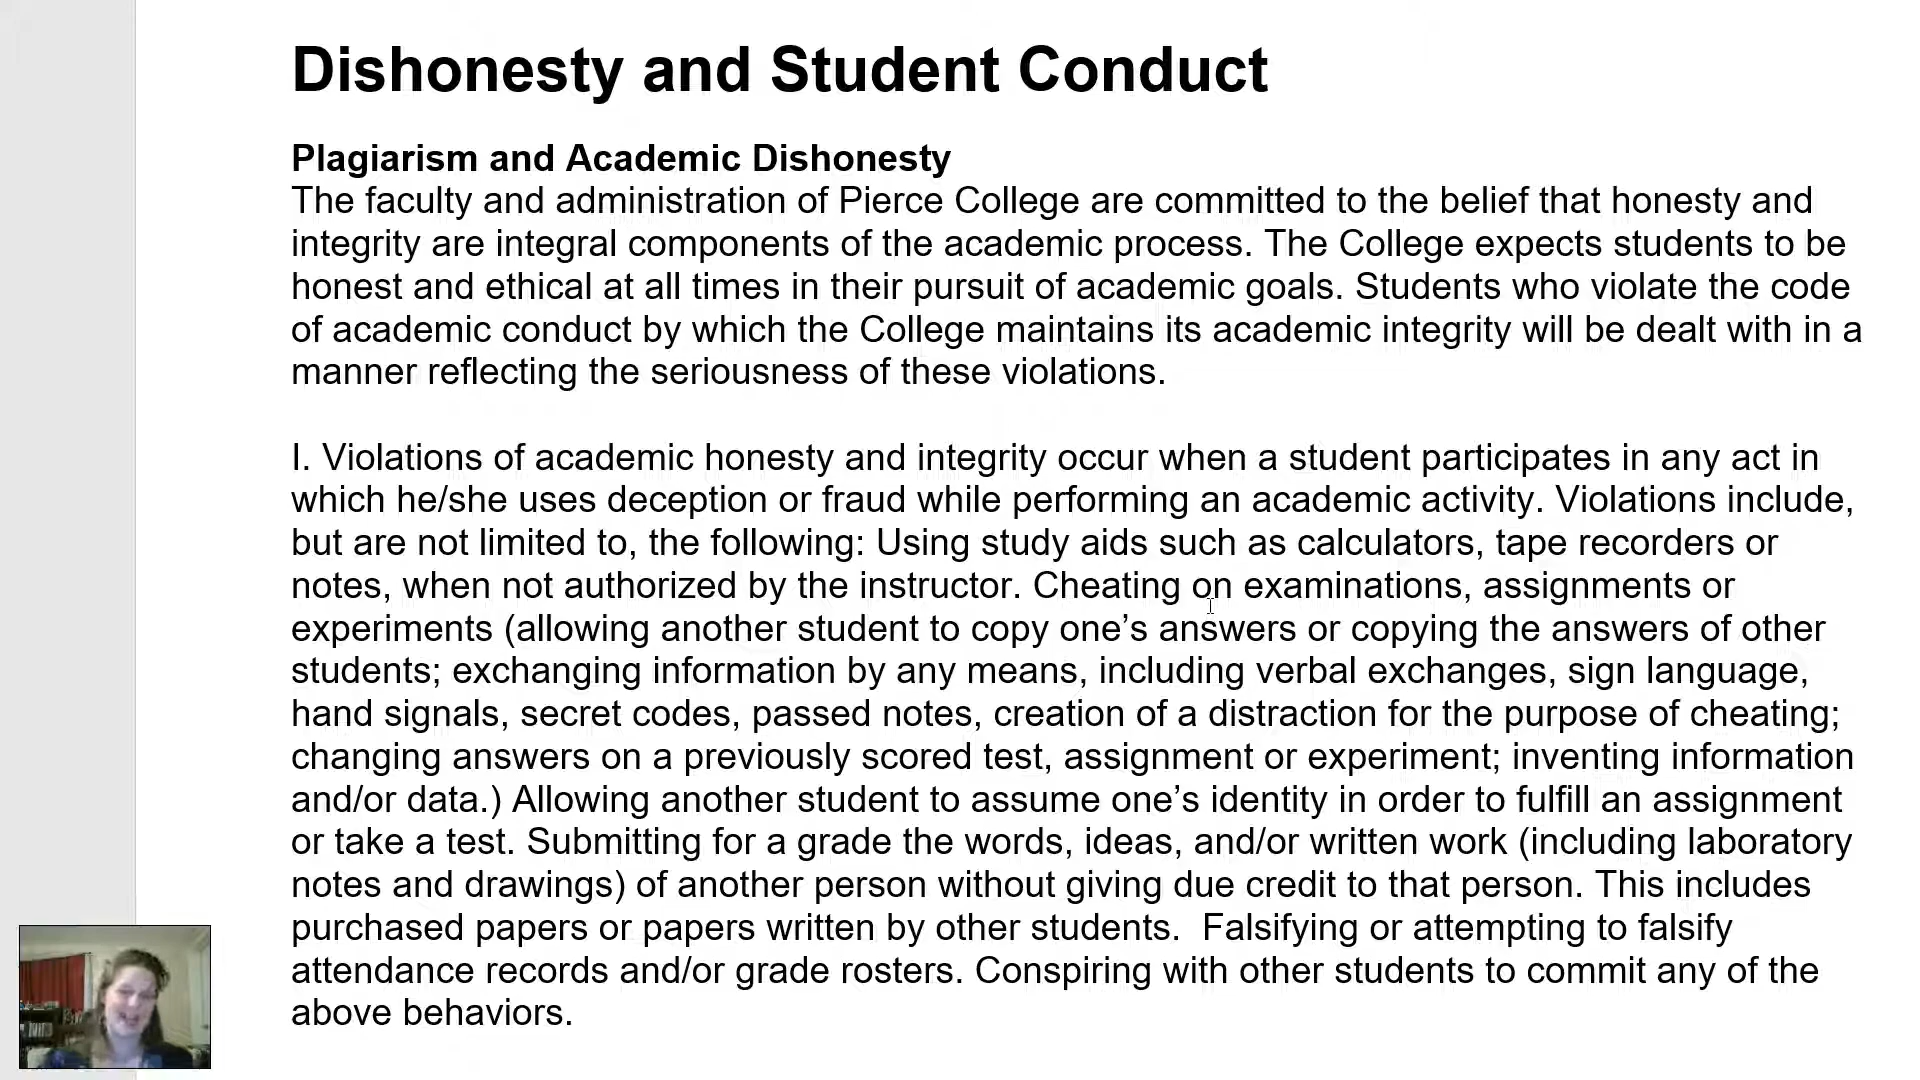 Dishonesty and Student Conduct
Plagiarism and Academic Dishonesty
The faculty and administration of Pierce College are committed to the belief that honesty and
integrity are integral components of the academic process. The College expects students to be
honest and ethical at all times in their pursuit of academic goals. Students who violate the code
of academic conduct by which the College maintains its academic integrity will be dealt with in a
manner reflecting the seriousness of these violations.
I. Violations of academic honesty and integrity occur when a student participates in any act in
which he/she uses deception or fraud while performing an academic activity. Violations include,
but are not limited to, the following: Using study aids such as calculators, tape recorders or
notes, when not authorized by the instructor. Cheating on examinations, assignments or
experiments (allowing another student to copy one’s answers or copying the answers of other
students; exchanging information by any means, including verbal exchanges, sign language,
hand signals, secret codes, passed notes, creation of a distraction for the purpose of cheating;
changing answers on a previously scored test, assignment or experiment; inventing information
and/or data.) Allowing another student to assume one’s identity in order to fulfill an assignment
or take a test. Submitting for a grade the words, ideas, and/or written work (including laboratory
notes and drawings) of another person without giving due credit to that person. This includes
purchased papers or papers written by other students.  Falsifying or attempting to falsify
attendance records and/or grade rosters. Conspiring with other students to commit any of the
above behaviors.